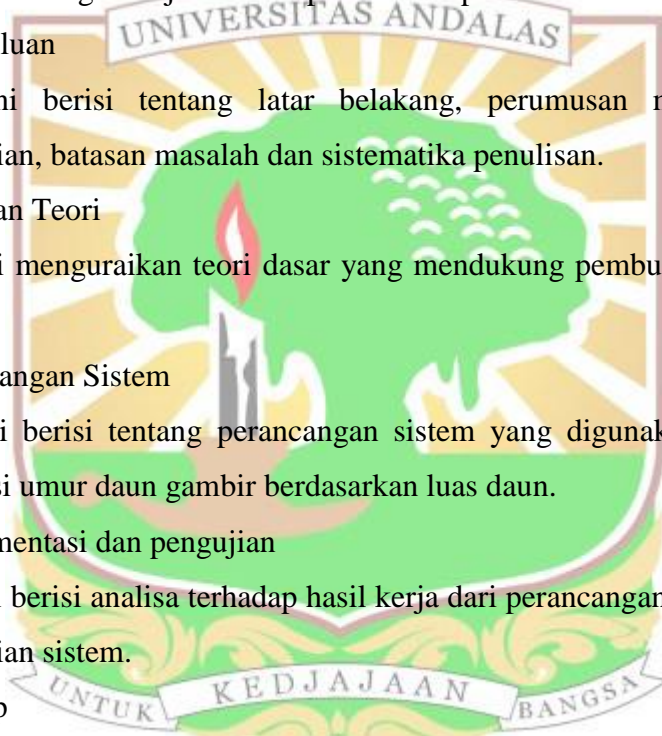 UNIVERSITAS ANDALAS
luan
ni berisi tentang latar belakang, perumusan
ian, batasan masalah dan sistematika penulisan.
an Teori
i menguraikan teori dasar yang mendukung pembu
angan Sistem
i berisi tentang perancangan sistem yang digunak
si umur daun gambir berdasarkan luas daun.
mentasi dan pengujian
berisi analisa terhadap hasil kerja dari perancangan
ian sistem.
UNTUK KEDJAJAAN BANGSA